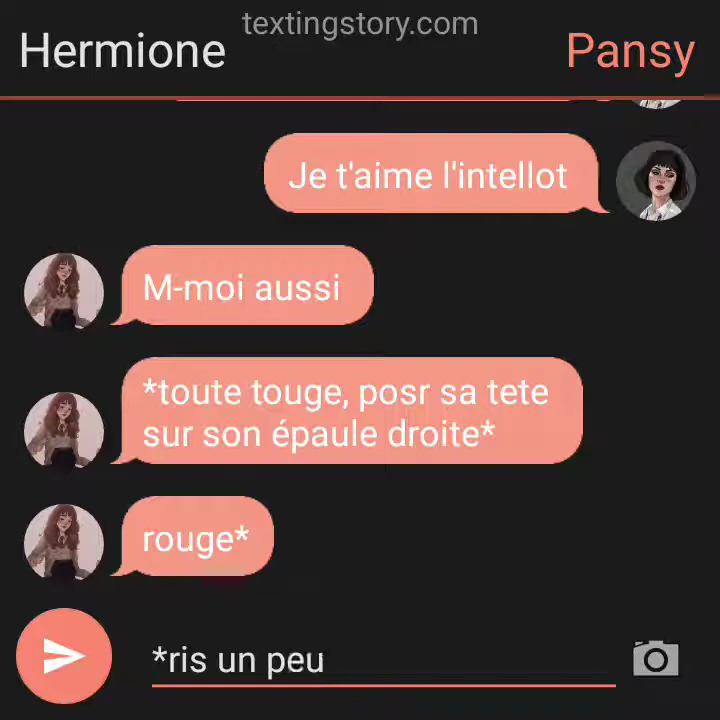 textingstory.com
Hermione
Pansy
Je t'aime l'intellot
M-moi aussi
*toute touge, posr sa tete
sur son épaule droite*
rouge*
*ris un peu